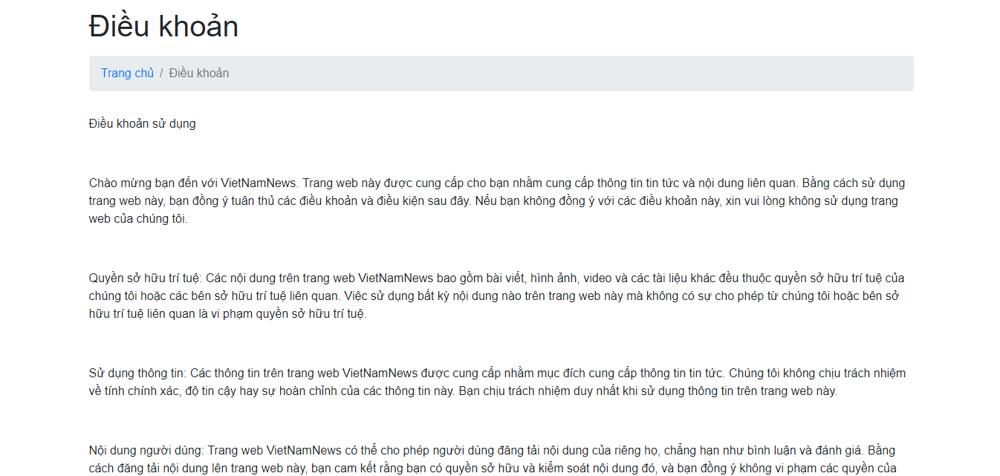 Điều khoản
Trang chủ / Điều khoản
Điều khoản sử dụng
Chào mừng bạn đến với VietNamNews. Trang web này được cung cấp cho bạn nhằm cung cấp thông tin tin tức và nội dung liên quan. Bằng cách sử dụng
trang web này, bạn đồng ý tuân thủ các điều khoản và điều kiện sau đây. Nếu bạn không đồng ý với các điều khoản này, xin vui lòng không sử dụng trang
web của chúng tôi.
Quyền sở hữu trí tuệ: Các nội dung trên trang web VietNamNews bao gồm bài viết, hình ảnh, video và các tài liệu khác đều thuộc quyền sở hữu trí tuệ của
chúng tôi hoặc các bên sở hữu trí tuệ liên quan. Việc sử dụng bất kỳ nội dung nào trên trang web này mà không có sự cho phép từ chúng tôi hoặc bên sở
hữu trí tuệ liên quan là vi phạm quyền sở hữu trí tuệ.
Sử dụng thông tin: Các thông tin trên trang web VietNamNews được cung cấp nhằm mục đích cung cấp thông tin tin tức. Chúng tôi không chịu trách nhiệm
về tính chính xác, độ tin cậy hay sự hoàn chỉnh của các thông tin này. Bạn chịu trách nhiệm duy nhất khi sử dụng thông tin trên trang web này.
Nội dung người dùng: Trang web VietNamNews có thể cho phép người dùng đăng tải nội dung của riêng họ, chẳng hạn như bình luận và đánh giá. Bằng
cách đăng tải nội dung lên trang web này, bạn cam kết rằng bạn có quyền sở hữu và kiểm soát nội dung đó, và bạn đồng ý không vi phạm các quyền của